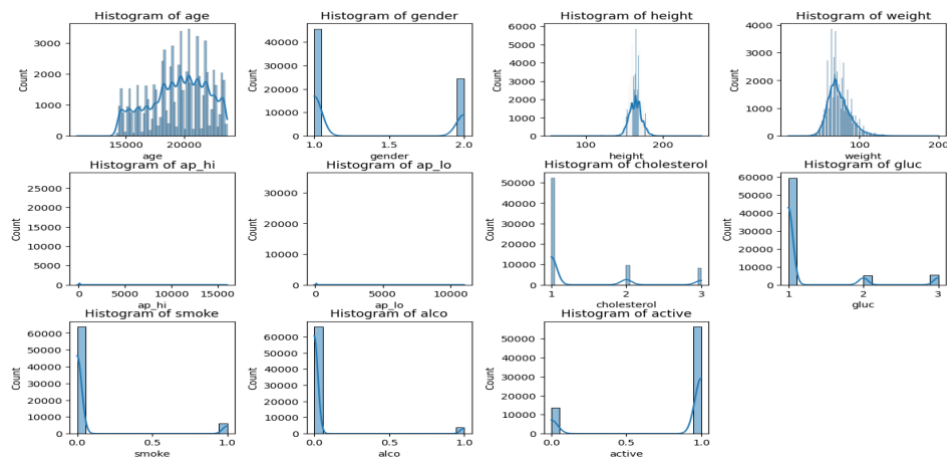 Histogram of age
Count
3000
2000
1000
0
15000
20000
age
Histogram of gender
Count
40000
30000
20000
10000
0
1.0
1.5
2.0
gender
Histogram of height
Count
6000
5000
4000
3000
2000
1000
0
100
200
height
Histogram of weight
Count
4000
3000
2000
1000
0
0
100
200
weight
Histogram of ap_hi
Count
25000
20000
15000
10000
5000
0
0
5000
10000
15000
ap_hi
Histogram of ap_lo
Count
30000
20000
10000
0
0
5000
10000
ap_lo
Histogram of cholesterol
Count
50000
40000
30000
20000
10000
0
1
2
3
cholesterol
Histogram of gluc
Count
60000
50000
40000
30000
20000
10000
0
1
2
3
gluc
Histogram of smoke
Count
60000
50000
40000
30000
20000
10000
0
0.0
0.5
1.0
smoke
Histogram of alco
Count
60000
50000
40000
30000
20000
10000
0
0.0
0.5
1.0
alco
Histogram of active
Count
50000
40000
30000
20000
10000
0
0.0
0.5
1.0
active